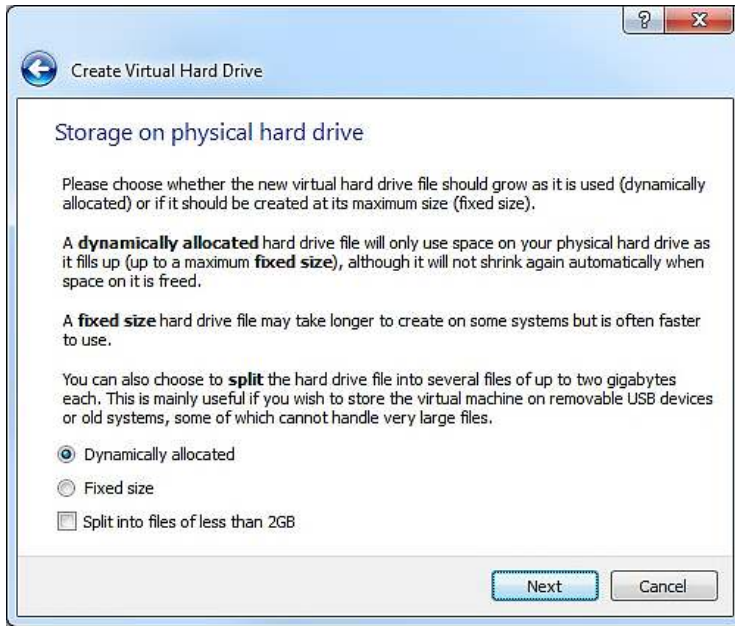 ?
X
Create Virtual Hard Drive
Storage on physical hard drive
Please choose whether the new virtual hard drive file should grow as it is used (dynamically
allocated) or if it should be created at its maximum size (fixed size).
A dynamically allocated hard drive file will only use space on your physical hard drive as
it fills up (up to a maximum fixed size), although it will not shrink again automatically when
space on it is freed.
A fixed size hard drive file may take longer to create on some systems but is often faster
to use.
You can also choose to split the hard drive file into several files of up to two gigabytes
each. This is mainly useful if you wish to store the virtual machine on removable USB devices
or old systems, some of which cannot handle very large files.
Dynamically allocated
Fixed size
Split into files of less than 2GB
Next Cancel